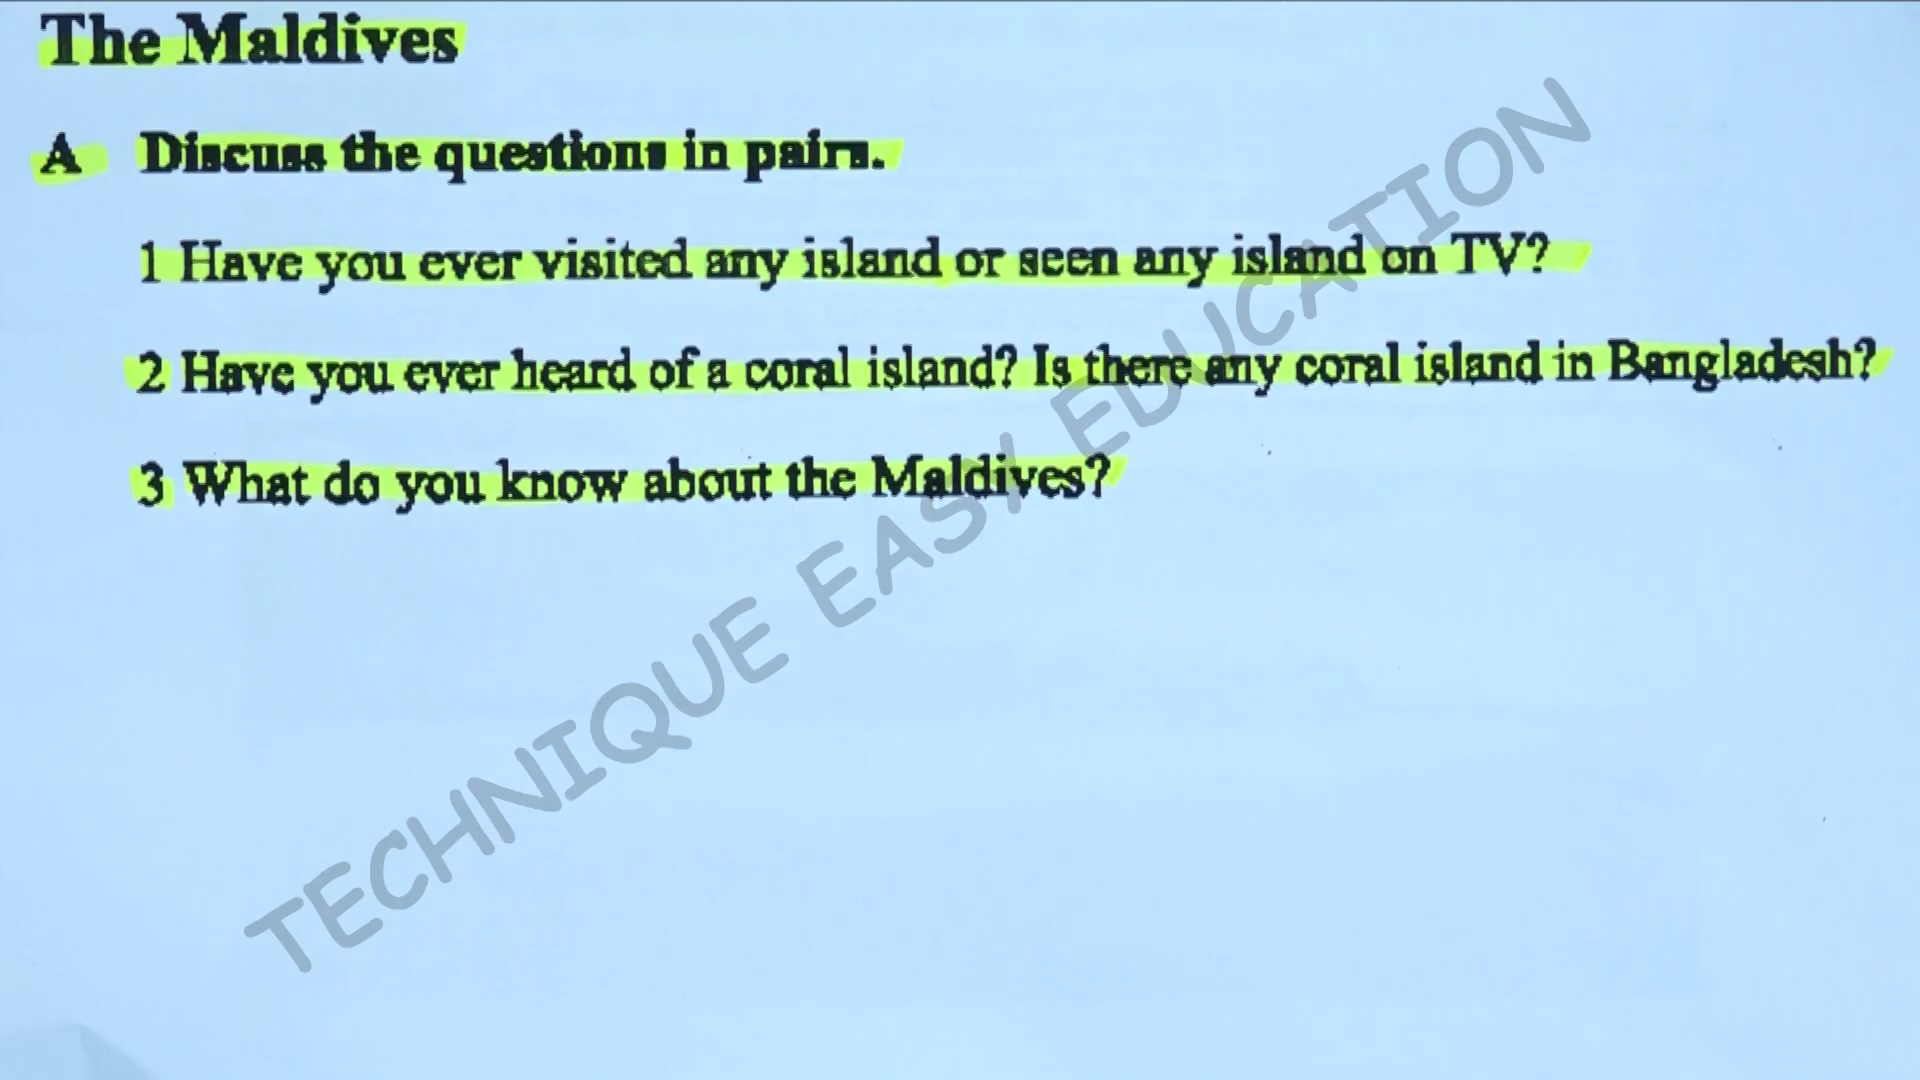 The Maldives
A Discuss the questions in pairs.
1 Have you ever visited any island or seen any island on TV?
2 Have you ever heard of a coral island? Is there any coral island in Bangladesh?
3 What do you know about the Maldives?
TECHNIQUE EASY EDUCATION